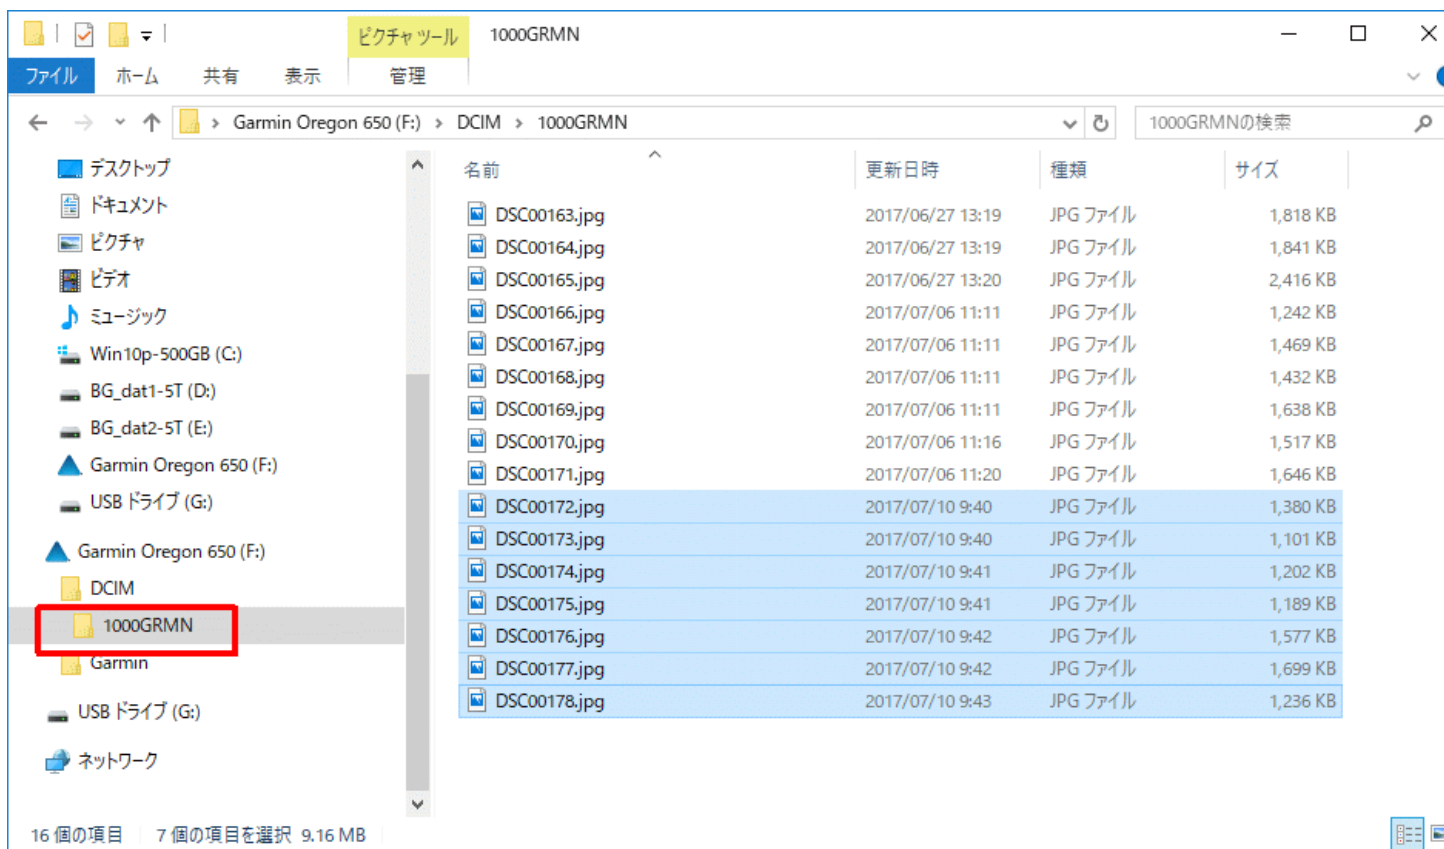 ピクチャ ツール 1000GRMN
ファイル ホーム 共有 表示 管理
Garmin Oregon 650 (F:) › DCIM › 1000GRMN 1000GRMNの検索
デスクトップ
ドキュメント
ピクチャ
ビデオ
ミュージック
Win10p-500GB (C:)
BG_dat1-5T (D:)
BG_dat2-5T (E:)
Garmin Oregon 650 (F:)
USB ドライブ (G:)
Garmin Oregon 650 (F:)
DCIM
1000GRMN
Garmin
USB ドライブ (G:)
ネットワーク
名前 更新日時 種類 サイズ
DSC00163.jpg 2017/06/27 13:19 JPG ファイル 1,818 KB
DSC00164.jpg 2017/06/27 13:19 JPG ファイル 1,841 KB
DSC00165.jpg 2017/06/27 13:20 JPG ファイル 2,416 KB
DSC00166.jpg 2017/07/06 11:11 JPG ファイル 1,242 KB
DSC00167.jpg 2017/07/06 11:11 JPG ファイル 1,469 KB
DSC00168.jpg 2017/07/06 11:11 JPG ファイル 1,432 KB
DSC00169.jpg 2017/07/06 11:11 JPG ファイル 1,638 KB
DSC00170.jpg 2017/07/06 11:16 JPG ファイル 1,517 KB
DSC00171.jpg 2017/07/06 11:20 JPG ファイル 1,646 KB
DSC00172.jpg 2017/07/10 9:40 JPG ファイル 1,380 KB
DSC00173.jpg 2017/07/10 9:40 JPG ファイル 1,101 KB
DSC00174.jpg 2017/07/10 9:41 JPG ファイル 1,202 KB
DSC00175.jpg 2017/07/10 9:41 JPG ファイル 1,189 KB
DSC00176.jpg 2017/07/10 9:42 JPG ファイル 1,577 KB
DSC00177.jpg 2017/07/10 9:42 JPG ファイル 1,699 KB
DSC00178.jpg 2017/07/10 9:43 JPG ファイル 1,236 KB
16 個の項目 7 個の項目を選択 9.16 MB